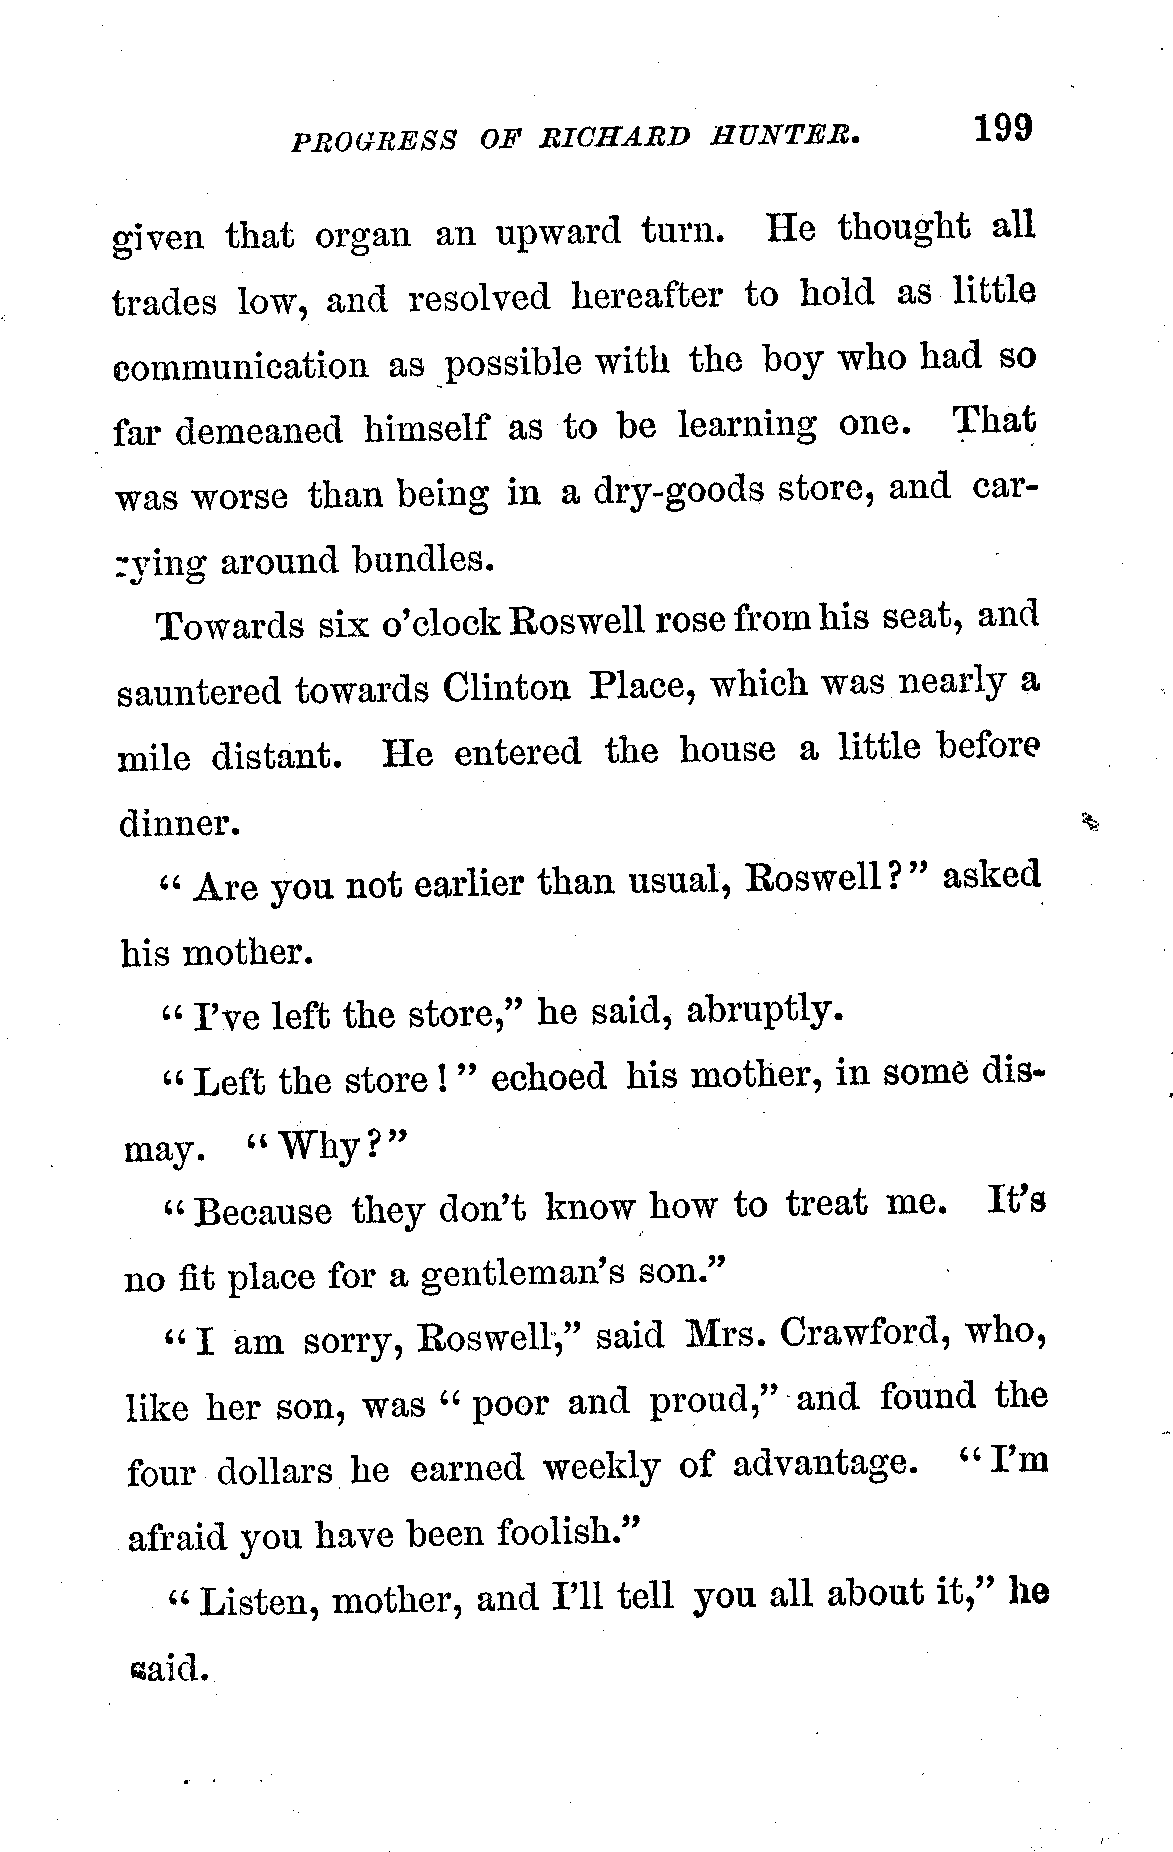 PROGRESS OF RICHARD HUNTER. 199
given that organ an upward turn. He thought all
trades low, and resolved hereafter to hold as little
communication as possible with the boy who had so
far demeaned himself as to be learning one. That
was worse than being in a dry-goods store, and car-
rying around bundles.
Towards six o'clock Roswell rose from his seat, and
sauntered towards Clinton Place, which was nearly a
mile distant. He entered the house a little before
dinner.
“Are you not earlier than usual, Roswell?” asked
his mother.
“I've left the store,” he said, abruptly.
“Left the store!” echoed his mother, in some dis-
may. “Why?”
“Because they don't know how to treat me. It's
no fit place for a gentleman's son.”
“I am sorry, Roswell,” said Mrs. Crawford, who,
like her son, was “poor and proud,” and found the
four dollars he earned weekly of advantage. “I'm
afraid you have been foolish.”
“Listen, mother, and I'll tell you all about it,” he
said.